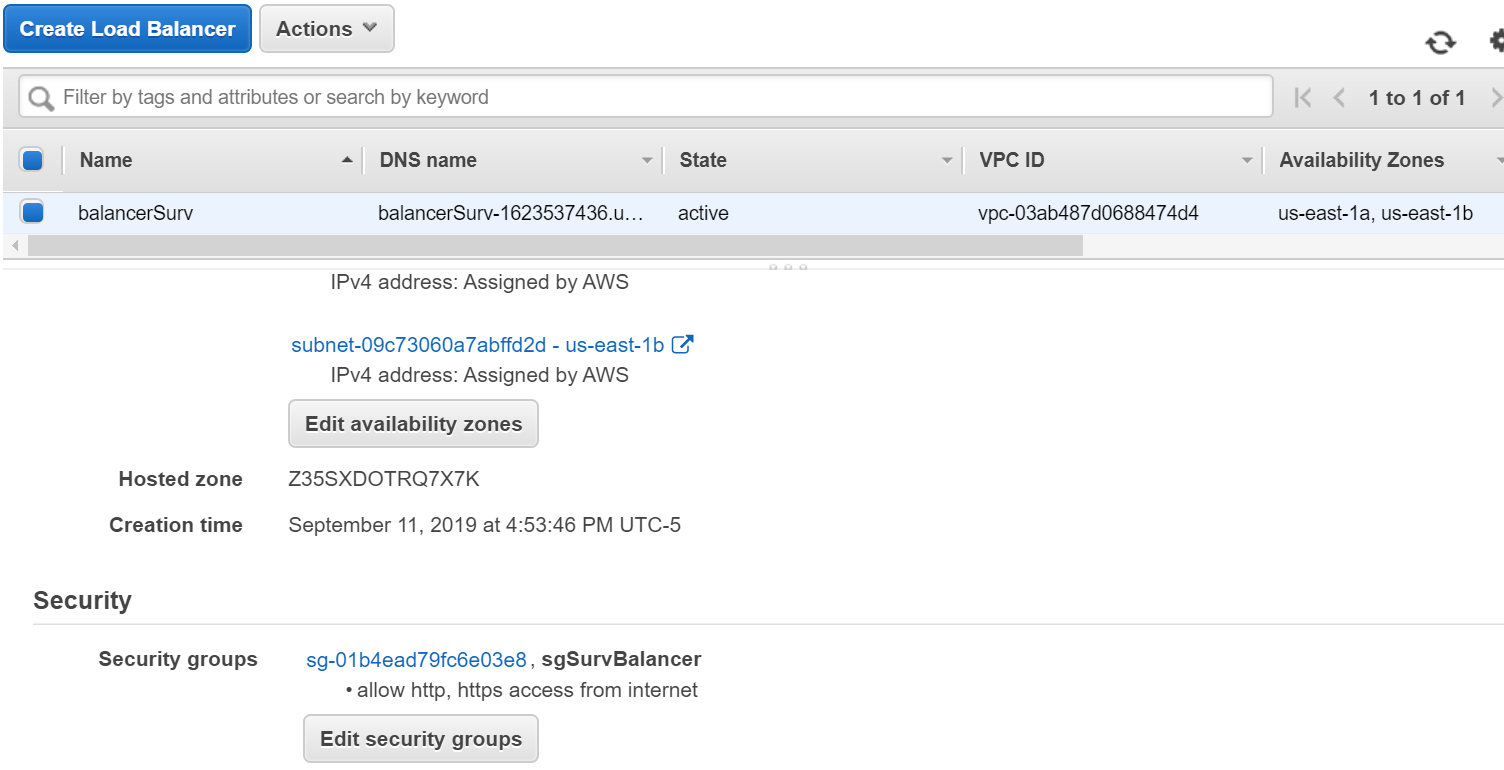 Create Load Balancer Actions
Filter by tags and attributes or search by keyword 1 to 1 of 1
Name DNS name State VPC ID Availability Zones
balancerSurv balancerSurv-1623537436.u... active vpc-03ab487d0688474d4 us-east-1a, us-east-1b
IPv4 address: Assigned by AWS
subnet-09c73060a7abffd2d - us-east-1b
IPv4 address: Assigned by AWS
Edit availability zones
Hosted zone Z35SXDOTRQ7X7K
Creation time September 11, 2019 at 4:53:46 PM UTC-5
Security
Security groups sg-01b4ead79fc6e03e8, sgSurvBalancer
• allow http, https access from internet
Edit security groups